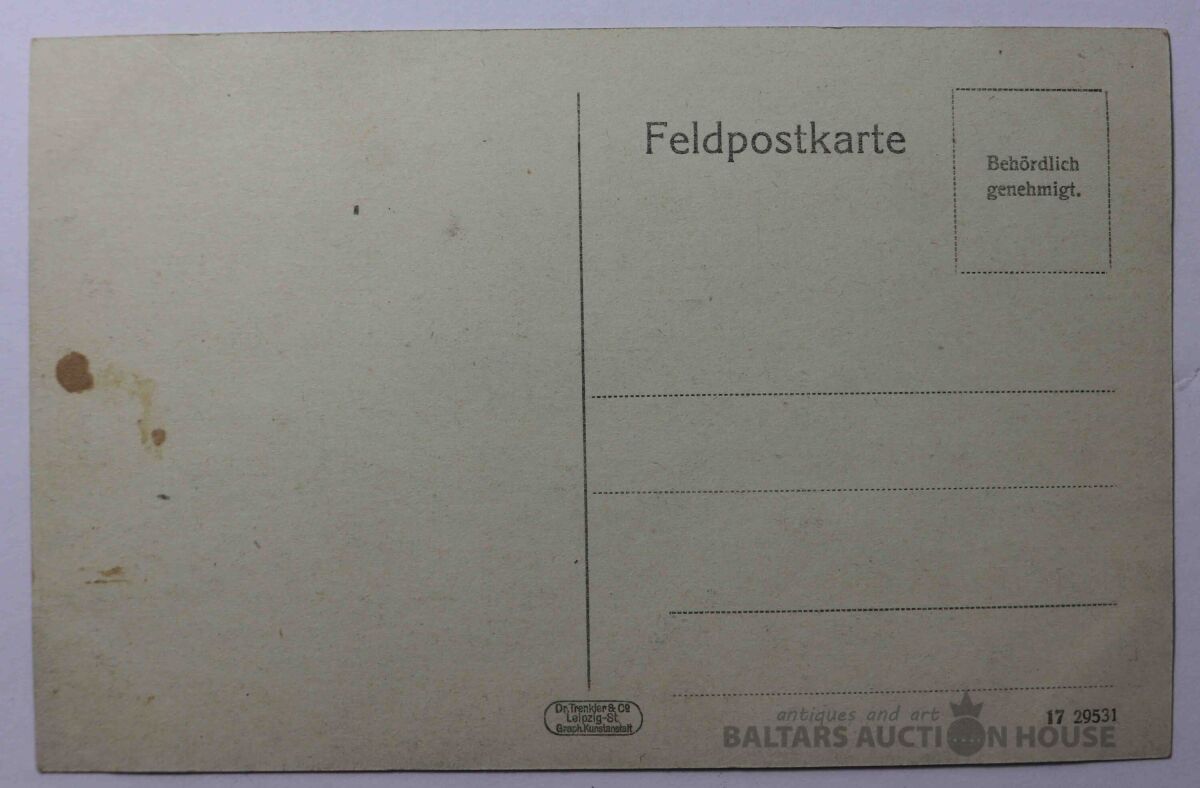 Feldpostkarte
Behördlich
genehmigt.
Dr. Trenkler & Co
Leipzig-St.
Graph. Kunstanstalt
17 29531
antiques and art
BALTARS AUCTION HOUSE